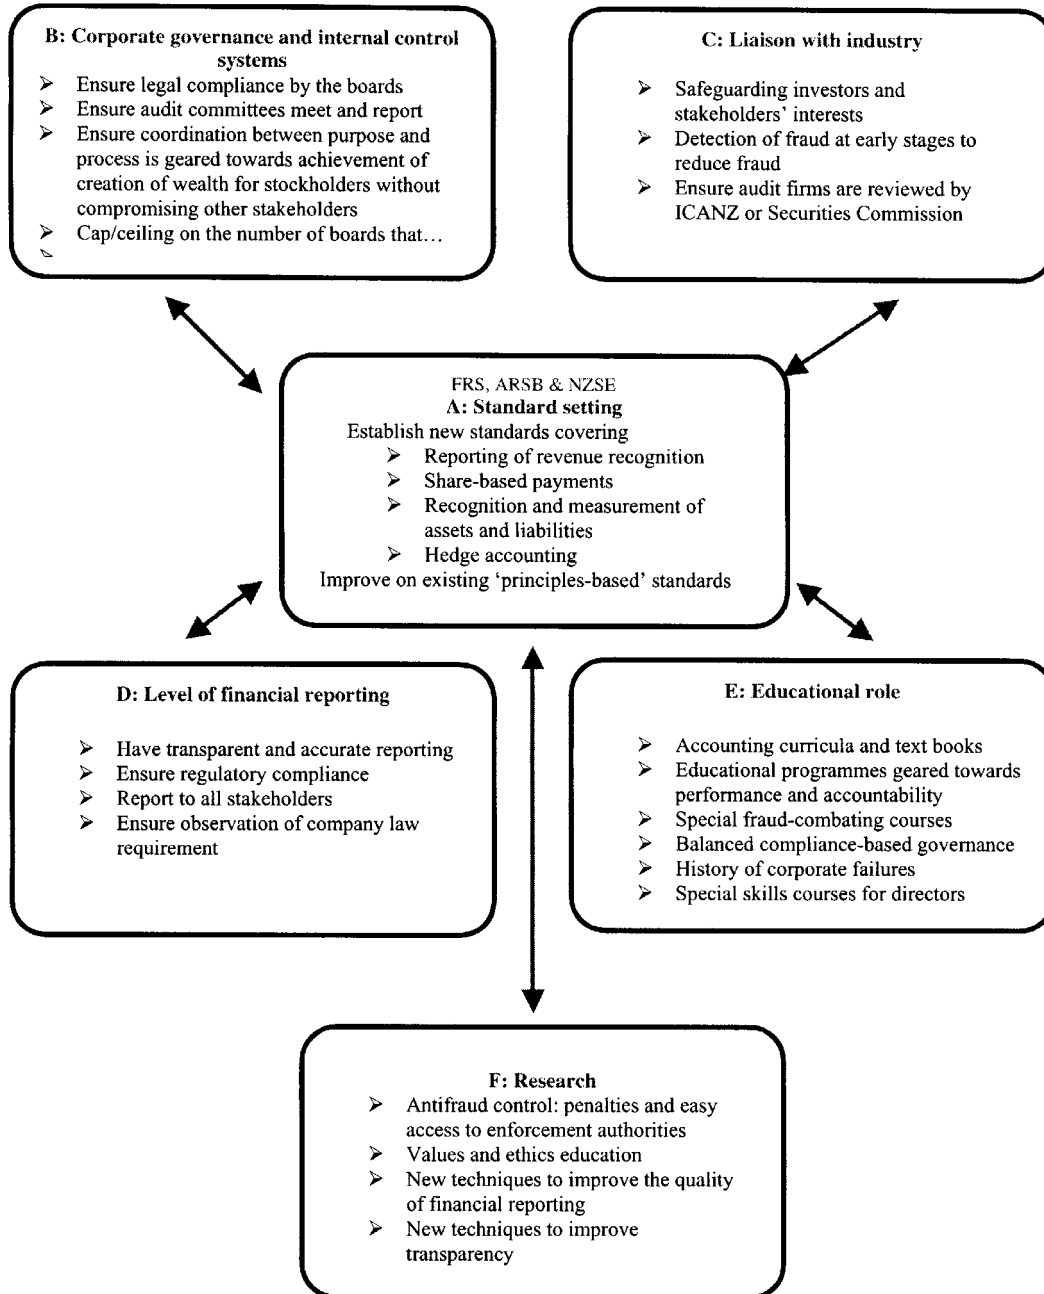 B: Corporate governance and internal control
systems
➢ Ensure legal compliance by the boards
➢ Ensure audit committees meet and report
➢ Ensure coordination between purpose and
process is geared towards achievement of
creation of wealth for stockholders without
compromising other stakeholders
➢ Cap/ceiling on the number of boards that…
C: Liaison with industry
➢ Safeguarding investors and
stakeholders’ interests
➢ Detection of fraud at early stages to
reduce fraud
➢ Ensure audit firms are reviewed by
ICANZ or Securities Commission
FRS, ARSB & NZSE
A: Standard setting
Establish new standards covering
➢ Reporting of revenue recognition
➢ Share-based payments
➢ Recognition and measurement of
assets and liabilities
➢ Hedge accounting
Improve on existing ‘principles-based’ standards
D: Level of financial reporting
➢ Have transparent and accurate reporting
➢ Ensure regulatory compliance
➢ Report to all stakeholders
➢ Ensure observation of company law
requirement
E: Educational role
➢ Accounting curricula and text books
➢ Educational programmes geared towards
performance and accountability
➢ Special fraud-combating courses
➢ Balanced compliance-based governance
➢ History of corporate failures
➢ Special skills courses for directors
F: Research
➢ Antifraud control: penalties and easy
access to enforcement authorities
➢ Values and ethics education
➢ New techniques to improve the quality
of financial reporting
➢ New techniques to improve
transparency